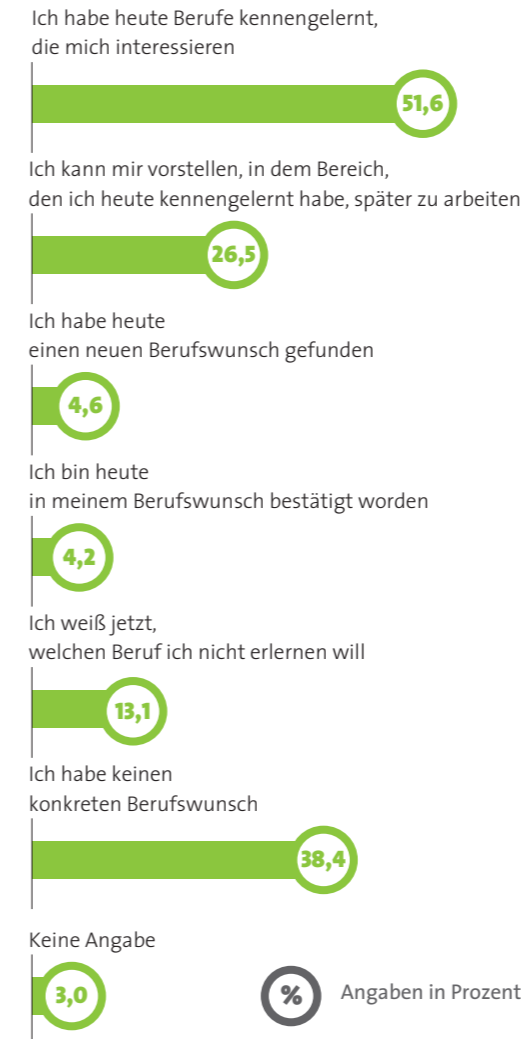 Ich habe heute Berufe kennengelernt,
die mich interessieren
51,6
Ich kann mir vorstellen, in dem Bereich,
den ich heute kennengelernt habe, später zu arbeiten
26,5
Ich habe heute
einen neuen Berufswunsch gefunden
4,6
Ich bin heute
in meinem Berufswunsch bestätigt worden
4,2
Ich weiß jetzt,
welchen Beruf ich nicht erlernen will
13,1
Ich habe keinen
konkreten Berufswunsch
38,4
Keine Angabe
3,0
% Angaben in Prozent